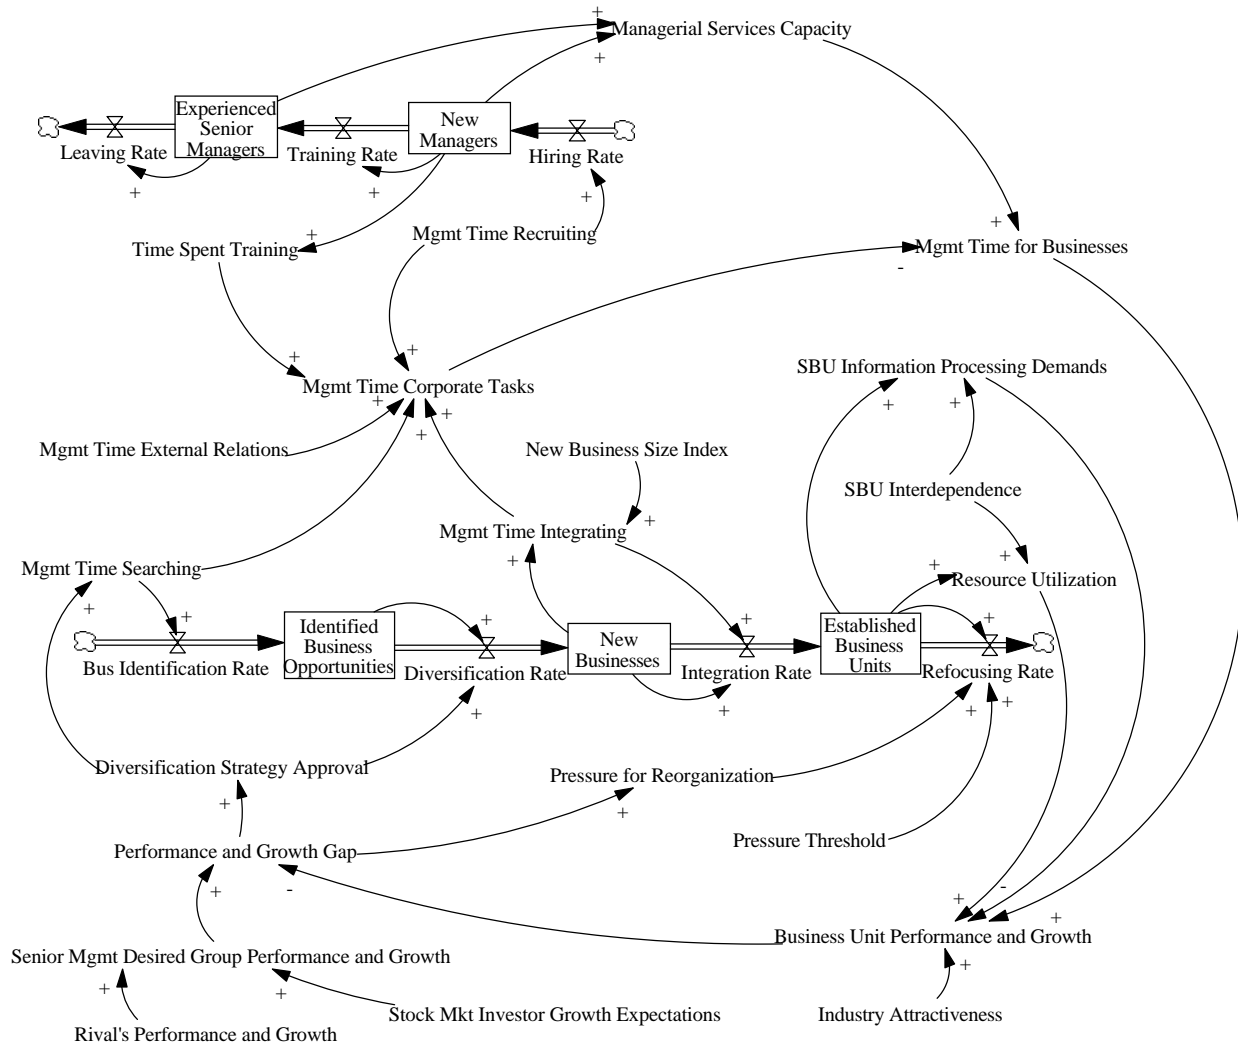 Managerial Services Capacity
Experienced
Senior
Managers
New
Managers
Leaving Rate
Training Rate
Hiring Rate
Time Spent Training
Mgmt Time Recruiting
Mgmt Time for Businesses
Mgmt Time Corporate Tasks
SBU Information Processing Demands
Mgmt Time External Relations
New Business Size Index
SBU Interdependence
Mgmt Time Integrating
Mgmt Time Searching
Resource Utilization
Identified
Business
Opportunities
New
Businesses
Established
Business
Units
Bus Identification Rate
Diversification Rate
Integration Rate
Refocusing Rate
Diversification Strategy Approval
Pressure for Reorganization
Pressure Threshold
Performance and Growth Gap
Business Unit Performance and Growth
Senior Mgmt Desired Group Performance and Growth
Stock Mkt Investor Growth Expectations
Industry Attractiveness
Rival's Performance and Growth